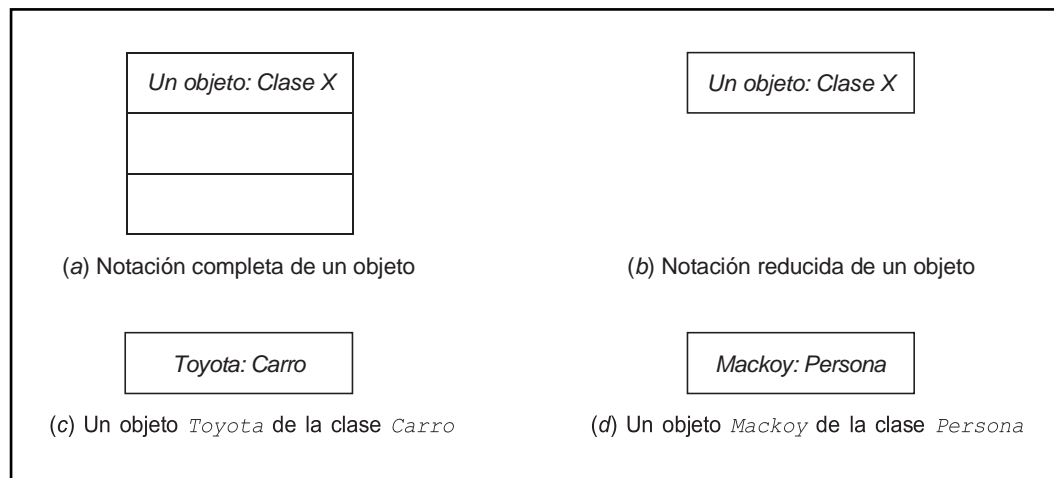 Un objeto: Clase X
(a) Notación completa de un objeto
Un objeto: Clase X
(b) Notación reducida de un objeto
Toyota: Carro
(c) Un objeto Toyota de la clase Carro
Mackoy: Persona
(d) Un objeto Mackoy de la clase Persona